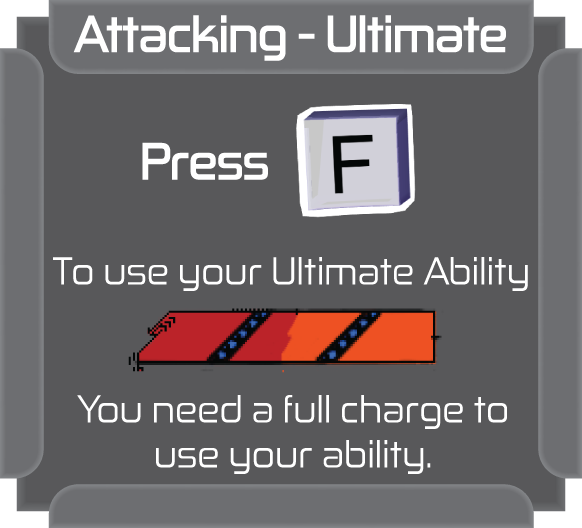 Attacking - Ultimate
Press F
To use your Ultimate Ability
You need a full charge to
use your ability.